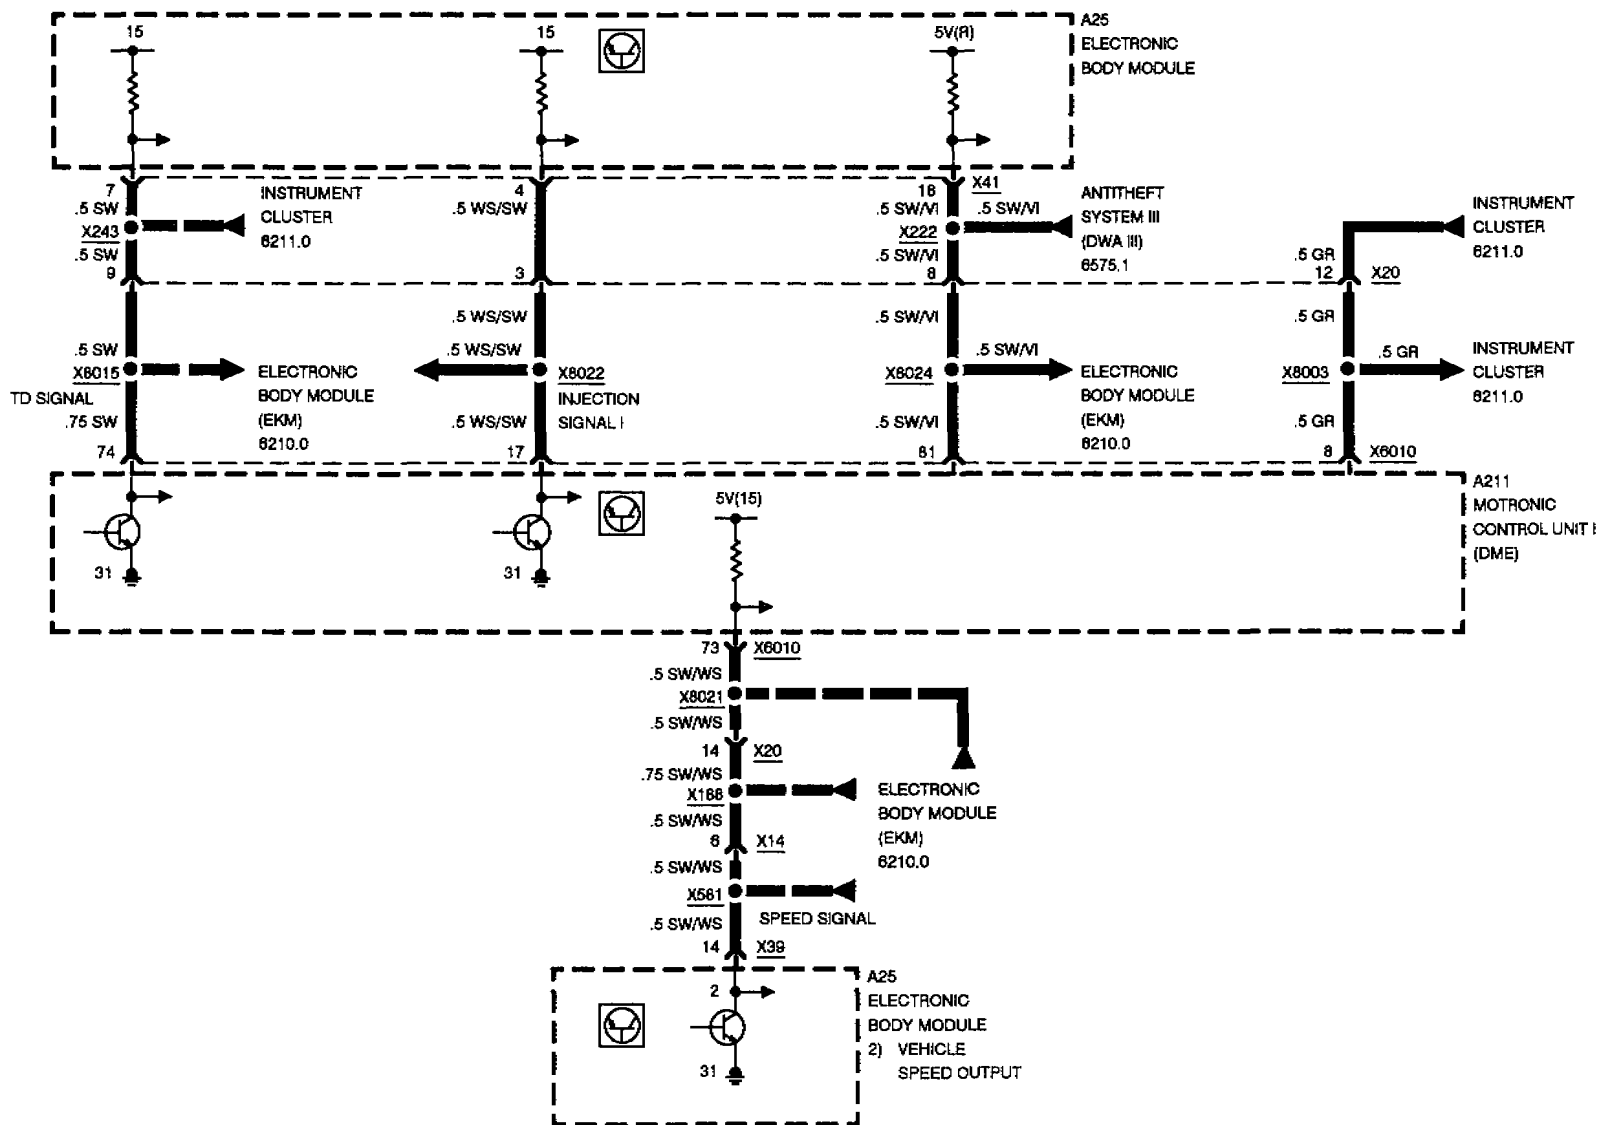 15
15
5V(R)
A25
ELECTRONIC
BODY MODULE
7
4
18
X41
.5 SW
.5 WS/SW
.5 SW/VI
.5 SW/VI
INSTRUMENT
CLUSTER
6211.0
ANTITHEFT
SYSTEM III
(DWA III)
6575.1
INSTRUMENT
CLUSTER
6211.0
X243
X222
.5 SW
.5 SW/VI
.5 GR
9
3
8
12
X20
.5 WS/SW
.5 SW/VI
.5 GR
.5 SW
.5 WS/SW
.5 SW/VI
.5 GR
X8015
ELECTRONIC
BODY MODULE
(EKM)
6210.0
X8022
INJECTION
SIGNAL I
X8024
ELECTRONIC
BODY MODULE
(EKM)
6210.0
X8003
INSTRUMENT
CLUSTER
6211.0
TD SIGNAL
.75 SW
.5 WS/SW
.5 SW/VI
.5 GR
74
17
81
8
X6010
A211
MOTRONIC
CONTROL UNIT I
(DME)
5V(15)
31
31
73
X6010
.5 SW/WS
X8021
.5 SW/WS
14
X20
.75 SW/WS
X188
ELECTRONIC
BODY MODULE
(EKM)
6210.0
.5 SW/WS
6
X14
.5 SW/WS
X581
SPEED SIGNAL
.5 SW/WS
14
X39
2
31
A25
ELECTRONIC
BODY MODULE
2) VEHICLE
SPEED OUTPUT